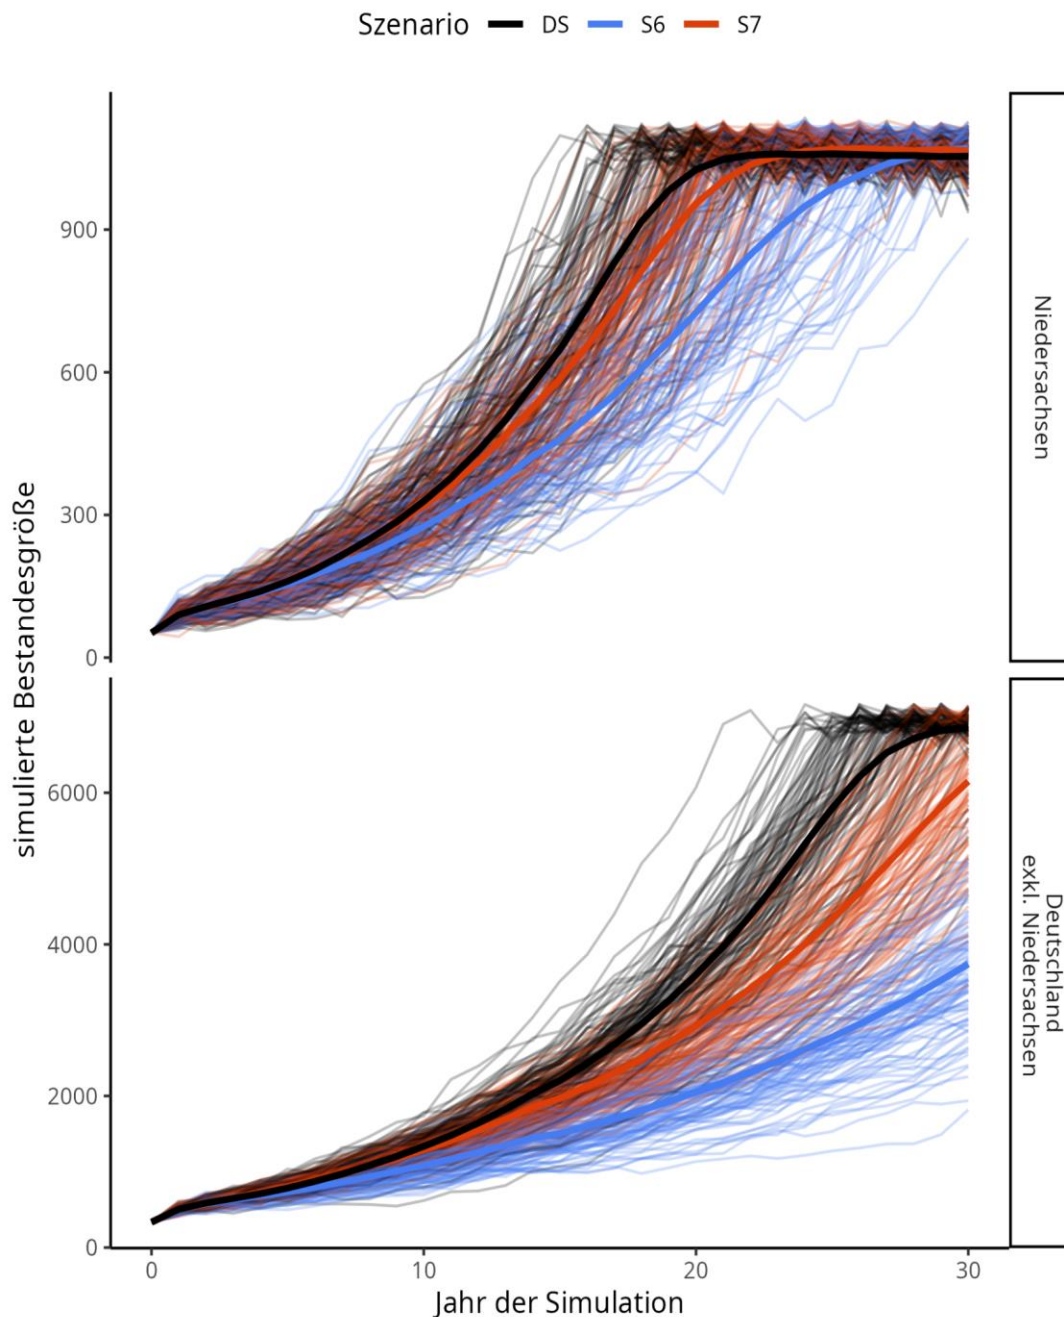 Szenario DS S6 S7
900
600
300
0
Niedersachsen
simulierte Bestandesgröße
6000
4000
2000
0
Deutschland
exkl. Niedersachsen
0 10 20 30
Jahr der Simulation